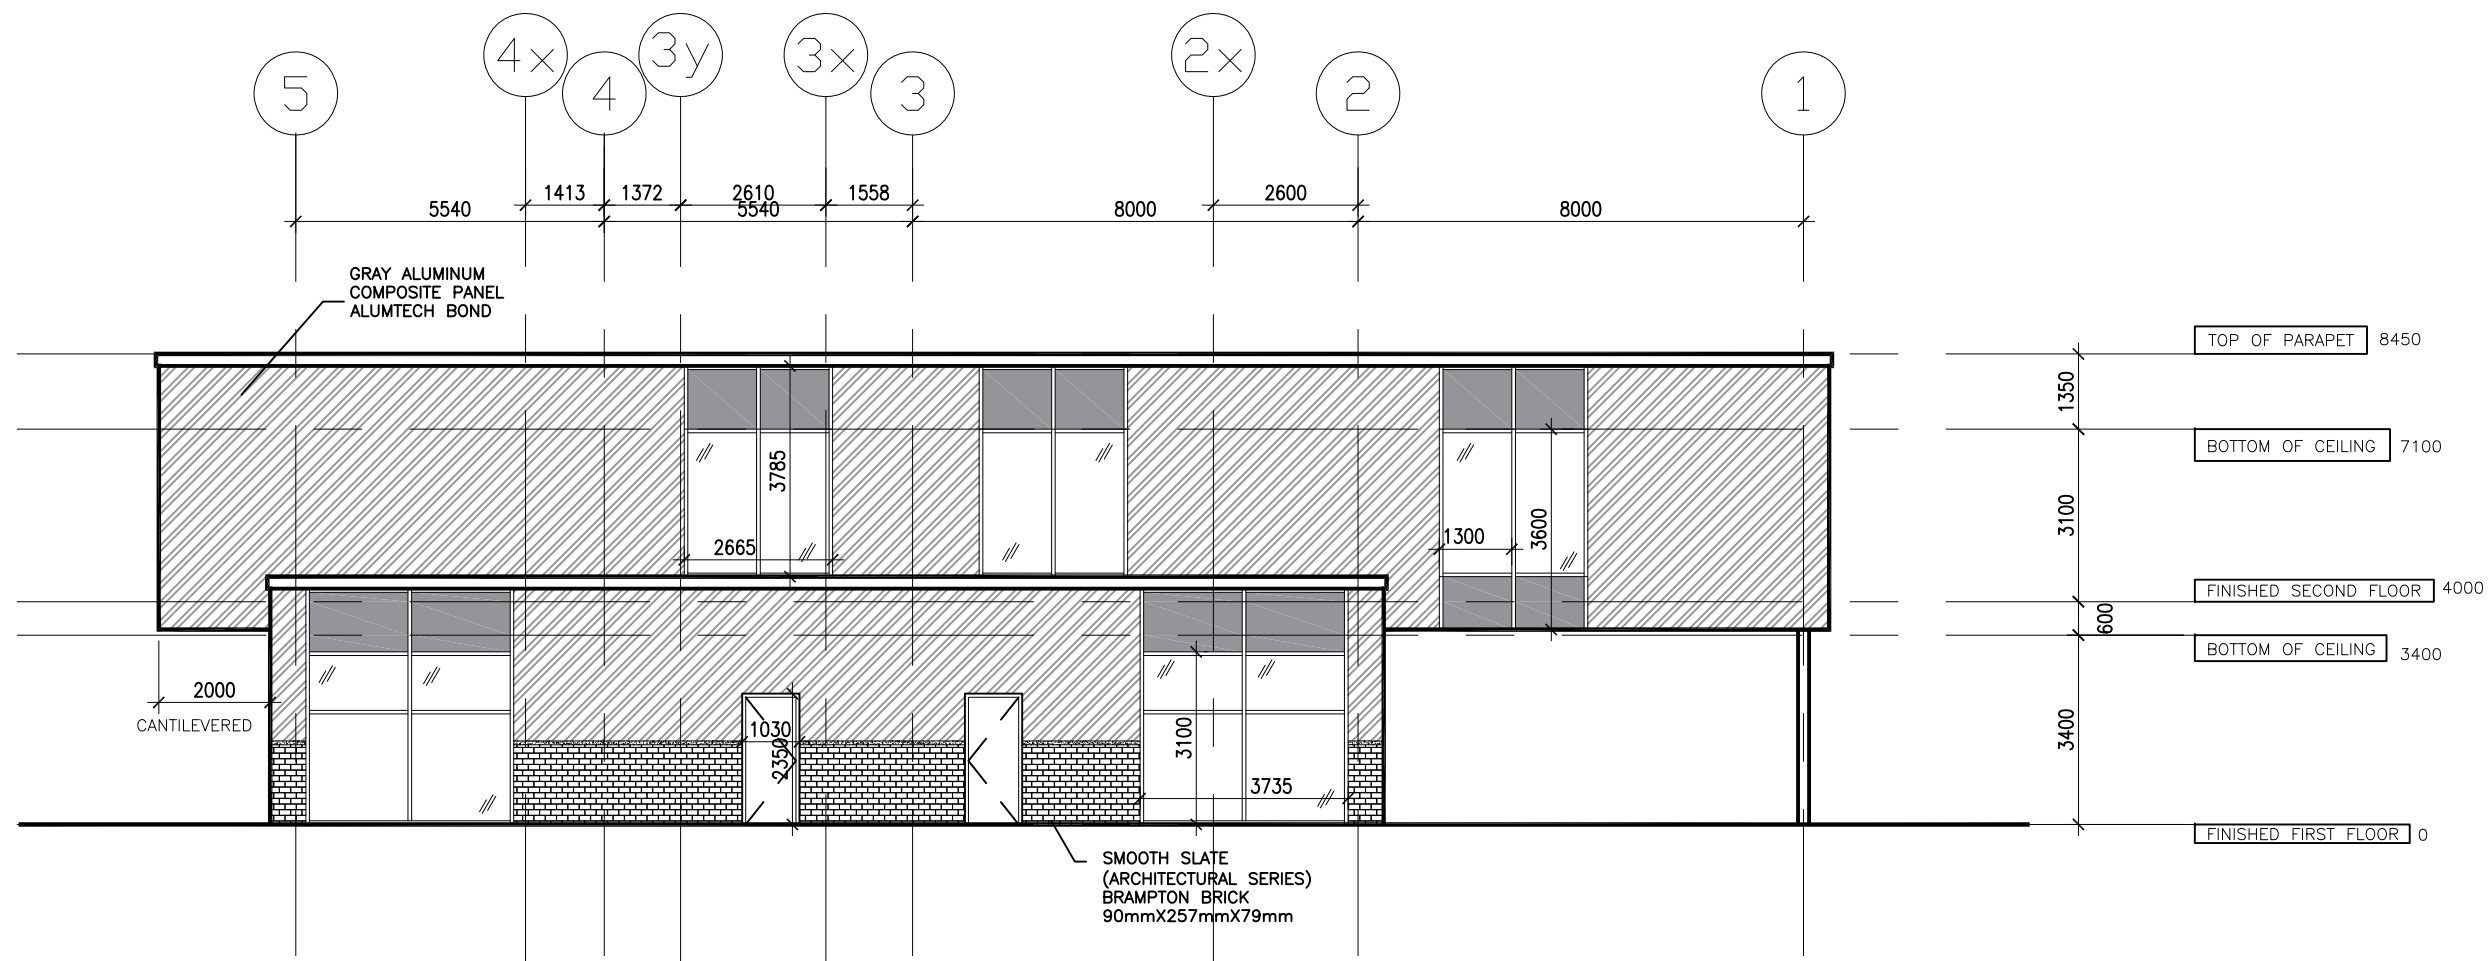 5
4x
4
3y
3x
3
2x
2
1
1413
1372
2610
1558
2600
5540
5540
8000
8000
GRAY ALUMINUM
COMPOSITE PANEL
ALUMTECH BOND
TOP OF PARAPET 8450
1350
BOTTOM OF CEILING 7100
3785
3100
2665
1300
3600
FINISHED SECOND FLOOR 4000
600
BOTTOM OF CEILING 3400
2000
CANTILEVERED
1030
2350
3100
3735
3400
FINISHED FIRST FLOOR 0
SMOOTH SLATE
(ARCHITECTURAL SERIES)
BRAMPTON BRICK
90mmX257mmX79mm